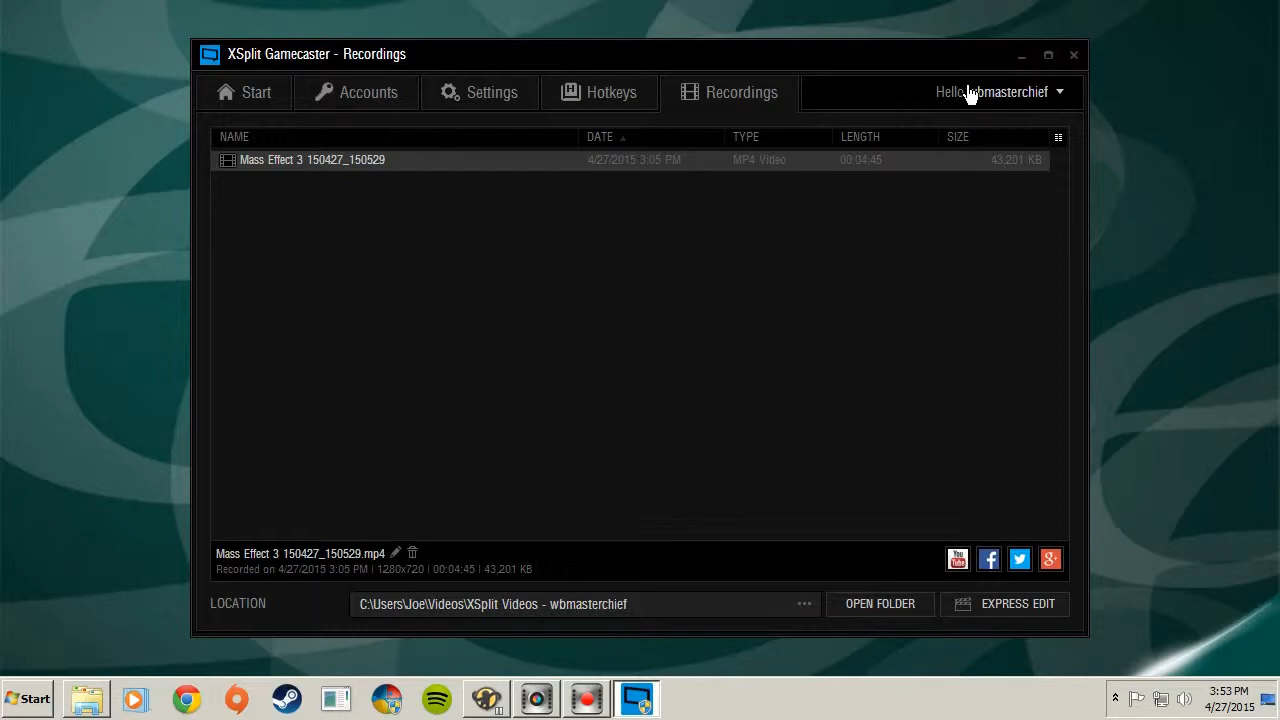 XSplit Gamecaster - Recordings
Start
Accounts
Settings
Hotkeys
Recordings
Hello wbmasterchief
NAME DATE TYPE LENGTH SIZE
Mass Effect 3 150427_150529 4/27/2015 3:05 PM MP4 Video 00:04:45 43,201 KB
Mass Effect 3 150427_150529.mp4
Recorded on 4/27/2015 3:05 PM | 1280x720 | 00:04:45 | 43,201 KB
You Tube
f
g+
LOCATION C:\Users\Joe\Videos\XSplit Videos - wbmasterchief ... OPEN FOLDER EXPRESS EDIT
Start
3:53 PM
4/27/2015